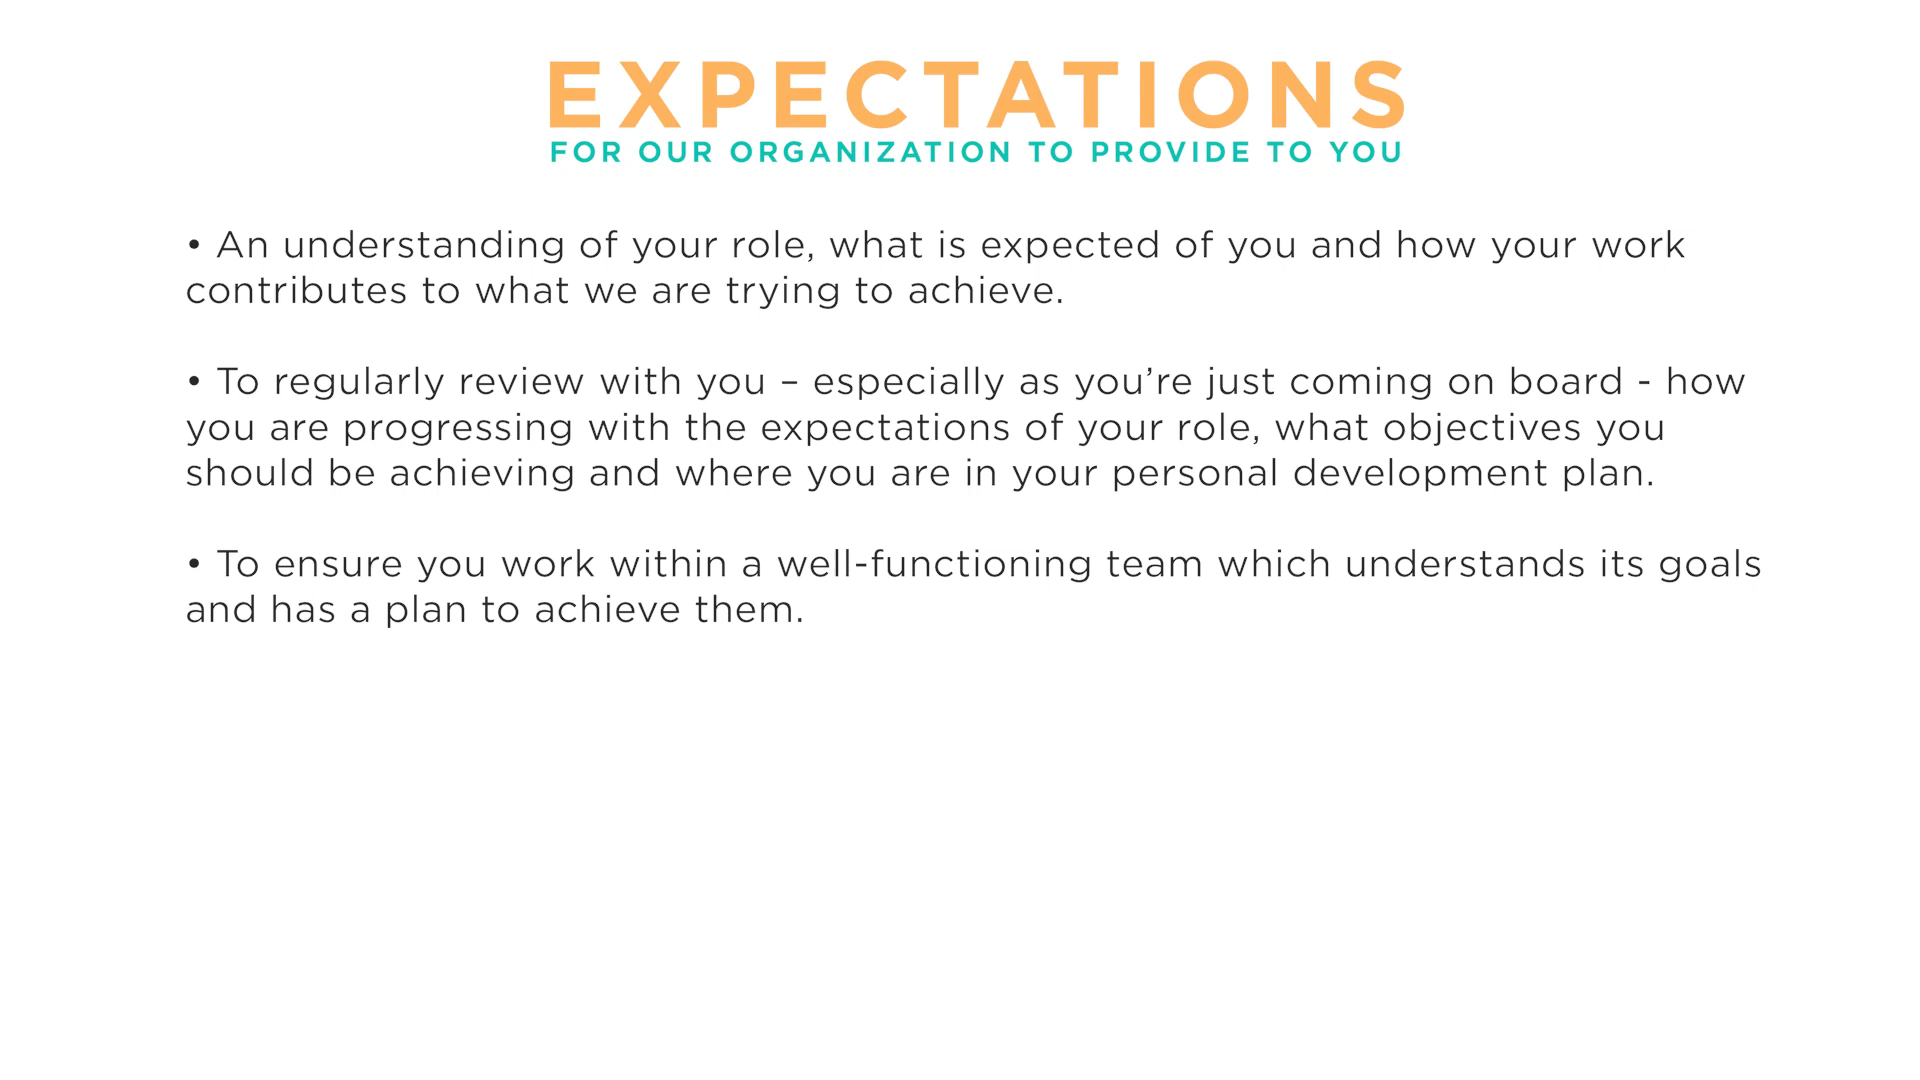 EXPECTATIONS
FOR OUR ORGANIZATION TO PROVIDE TO YOU
• An understanding of your role, what is expected of you and how your work
contributes to what we are trying to achieve.
• To regularly review with you – especially as you’re just coming on board - how
you are progressing with the expectations of your role, what objectives you
should be achieving and where you are in your personal development plan.
• To ensure you work within a well-functioning team which understands its goals
and has a plan to achieve them.